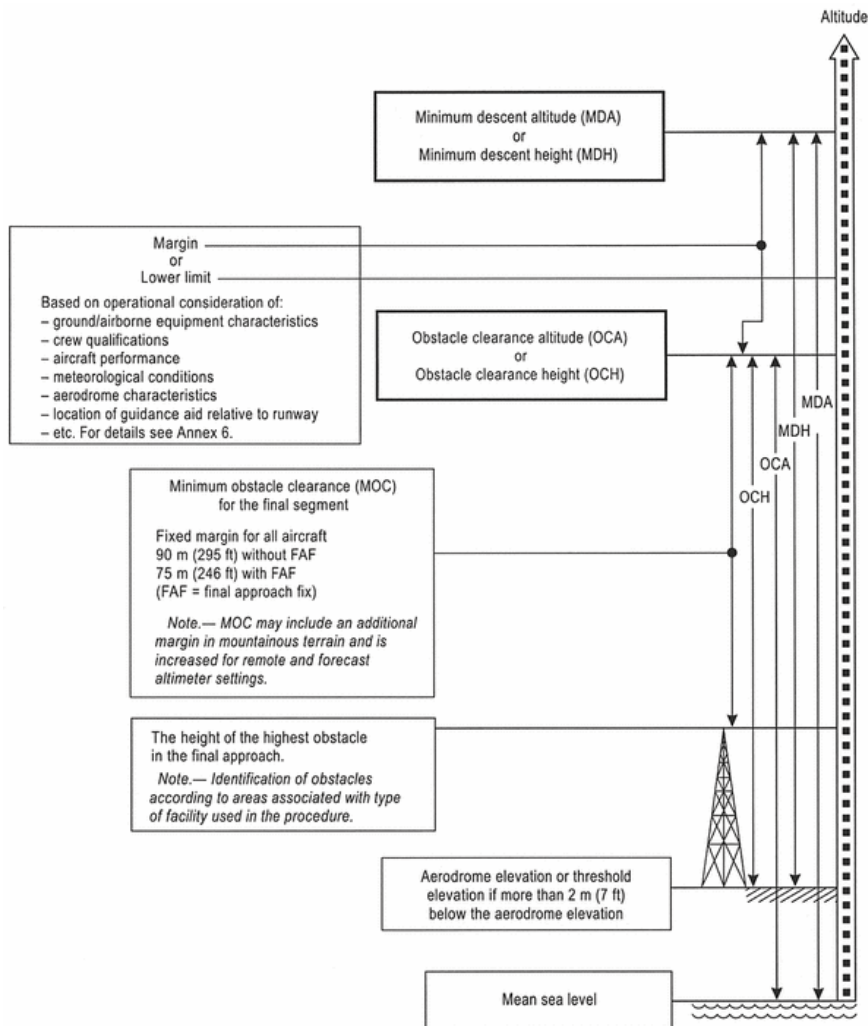 Altitude
Minimum descent altitude (MDA)
or
Minimum descent height (MDH)
Margin
or
Lower limit
Based on operational consideration of:
– ground/airborne equipment characteristics
– crew qualifications
– aircraft performance
– meteorological conditions
– aerodrome characteristics
– location of guidance aid relative to runway
– etc. For details see Annex 6.
Obstacle clearance altitude (OCA)
or
Obstacle clearance height (OCH)
MDA
MDH
OCA
OCH
Minimum obstacle clearance (MOC)
for the final segment
Fixed margin for all aircraft
90 m (295 ft) without FAF
75 m (246 ft) with FAF
(FAF = final approach fix)
Note.— MOC may include an additional
margin in mountainous terrain and is
increased for remote and forecast
altimeter settings.
The height of the highest obstacle
in the final approach.
Note.— Identification of obstacles
according to areas associated with type
of facility used in the procedure.
Aerodrome elevation or threshold
elevation if more than 2 m (7 ft)
below the aerodrome elevation
Mean sea level